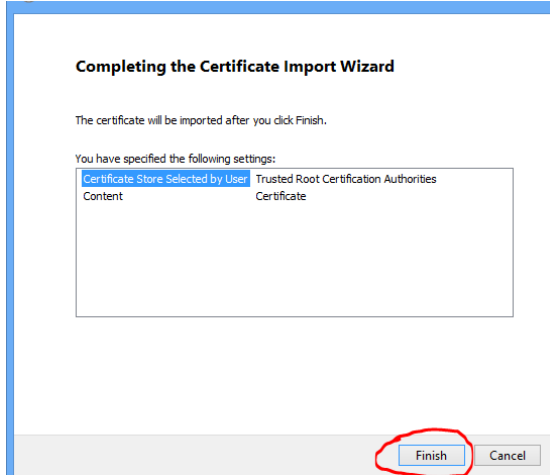 Completing the Certificate Import Wizard
The certificate will be imported after you click Finish.
You have specified the following settings:
Certificate Store Selected by User Trusted Root Certification Authorities
Content Certificate
Finish Cancel